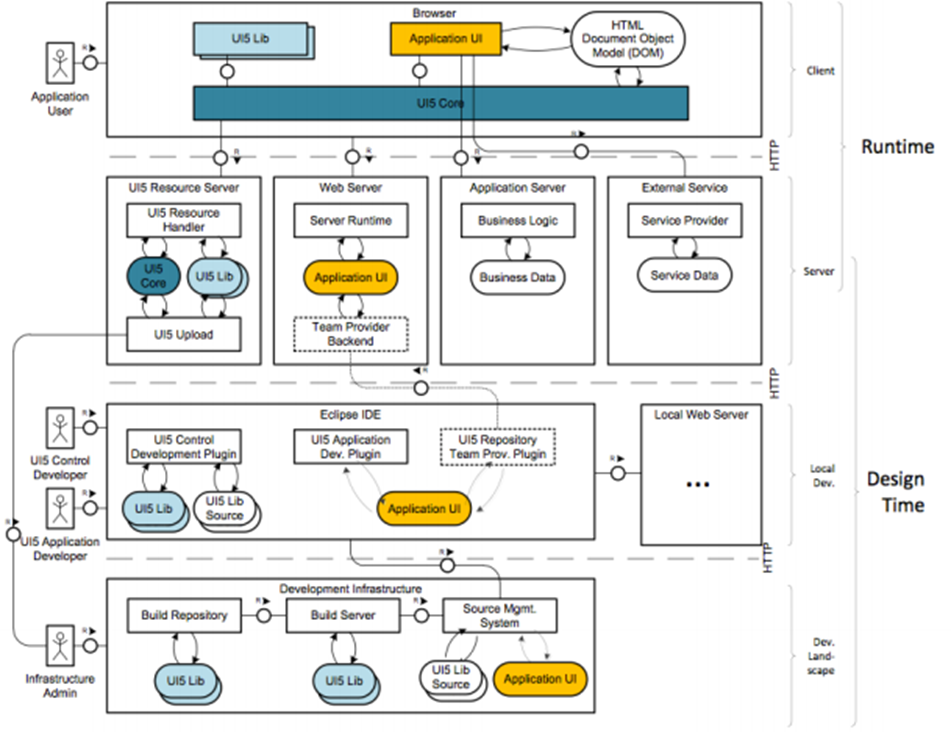 Browser
UI5 Lib
Application UI
HTML
Document Object
Model (DOM)
R
Application
User
UI5 Core
Client
Runtime
R
R
R
R
HTTP
UI5 Resource Server
Web Server
Application Server
External Service
UI5 Resource
Handler
Server Runtime
Business Logic
Service Provider
UI5
Core
UI5 Lib
Application UI
Business Data
Service Data
Server
UI5 Upload
Team Provider
Backend
R
HTTP
Eclipse IDE
Local Web Server
R
UI5 Control
Developer
UI5 Control
Development Plugin
UI5 Application
Dev. Plugin
UI5 Repository
Team Prov. Plugin
R
...
Local
Dev.
Design
Time
R
UI5 Lib
UI5 Lib
Source
Application UI
R
UI5 Application
Developer
R
HTTP
Development Infrastructure
Build Repository
R
Build Server
R
Source Mgmt.
System
R
Infrastructure
Admin
UI5 Lib
UI5 Lib
UI5 Lib
Source
Application UI
Dev.
Land-
scape